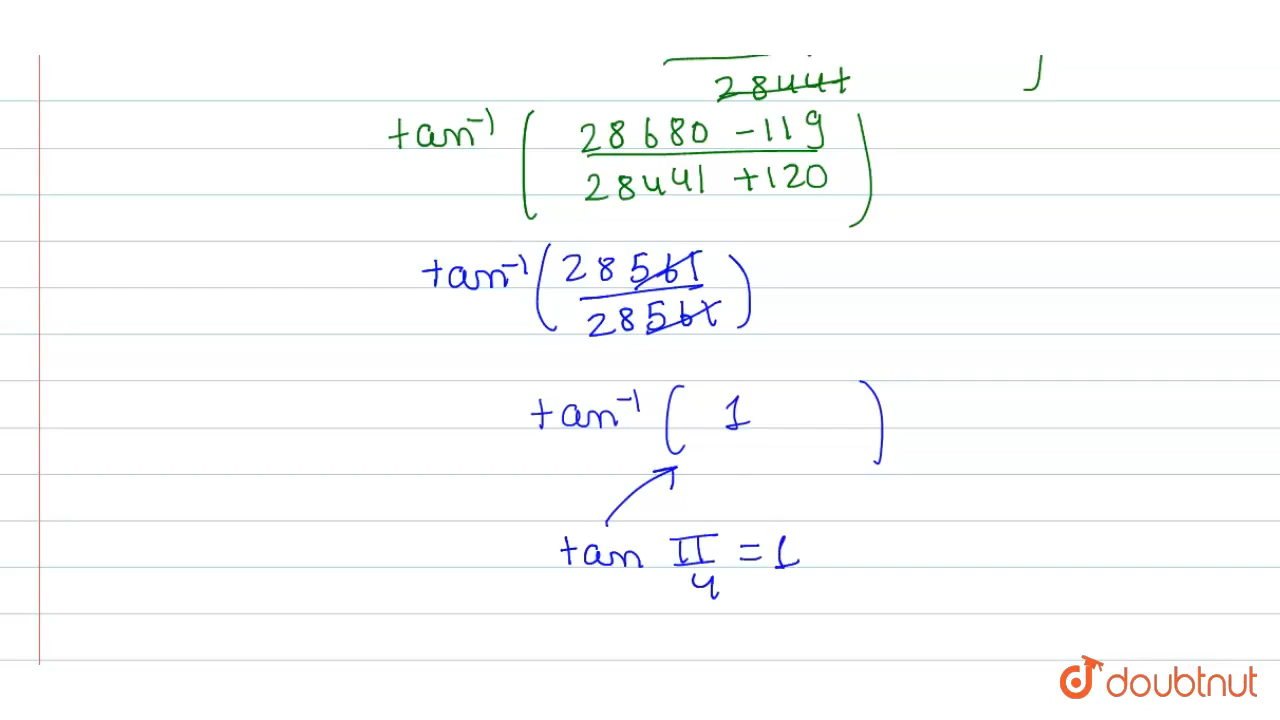 28441
tan⁻¹ ( 28680 - 119
28441 + 120 )
tan⁻¹ ( 28561
28561 )
tan⁻¹ ( 1 )
tan π = 1
4
doubtnut